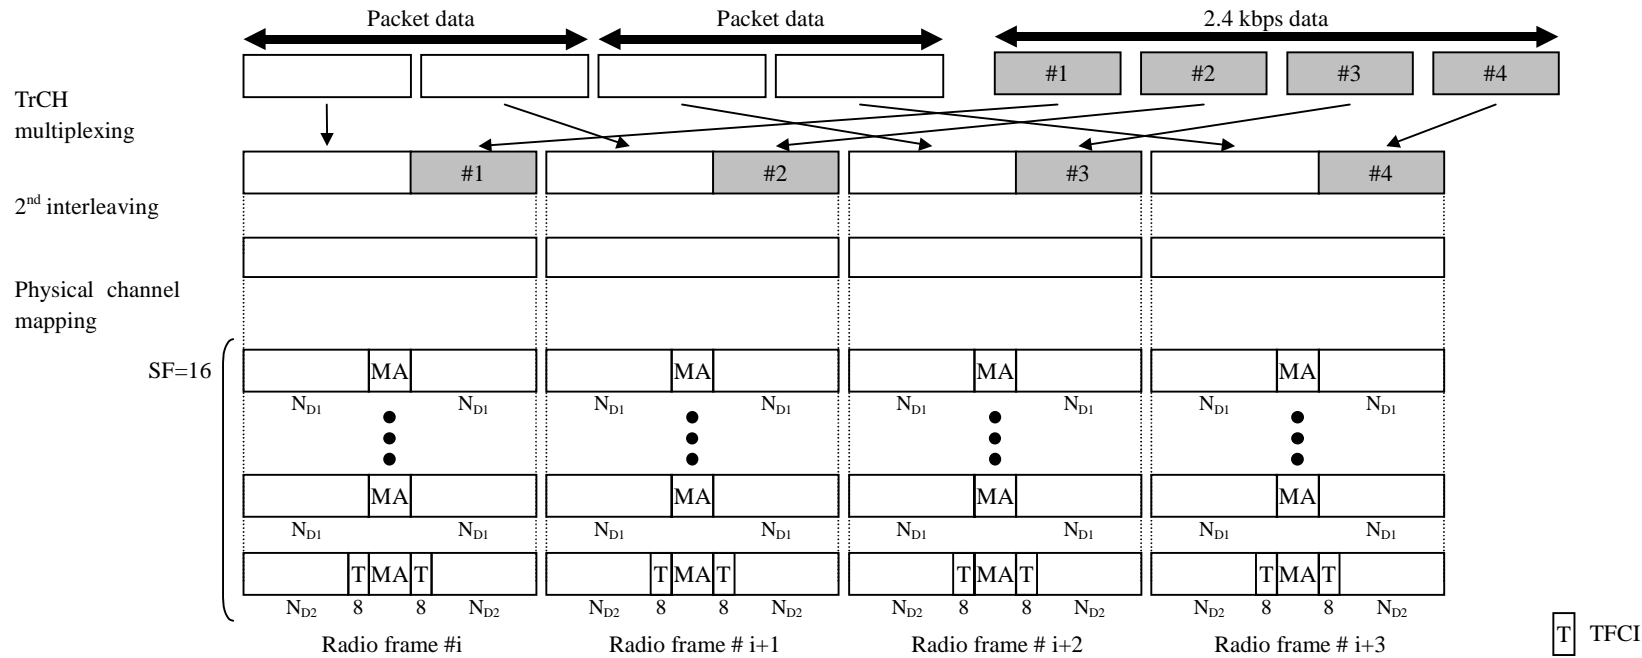 Packet data Packet data 2.4 kbps data
#1 #2 #3 #4
TrCH
multiplexing
#1 #2 #3 #4
2nd interleaving
Physical channel
mapping
SF=16 MA MA MA MA
ND1 ND1 ND1 ND1 ND1 ND1 ND1 ND1
MA MA MA MA
ND1 ND1 ND1 ND1 ND1 ND1 ND1 ND1
T MA T T MA T T MA T T MA T
ND2 8 8 ND2 ND2 8 8 ND2 ND2 8 8 ND2 ND2 8 8 ND2
Radio frame #i Radio frame # i+1 Radio frame # i+2 Radio frame # i+3
T TFCI